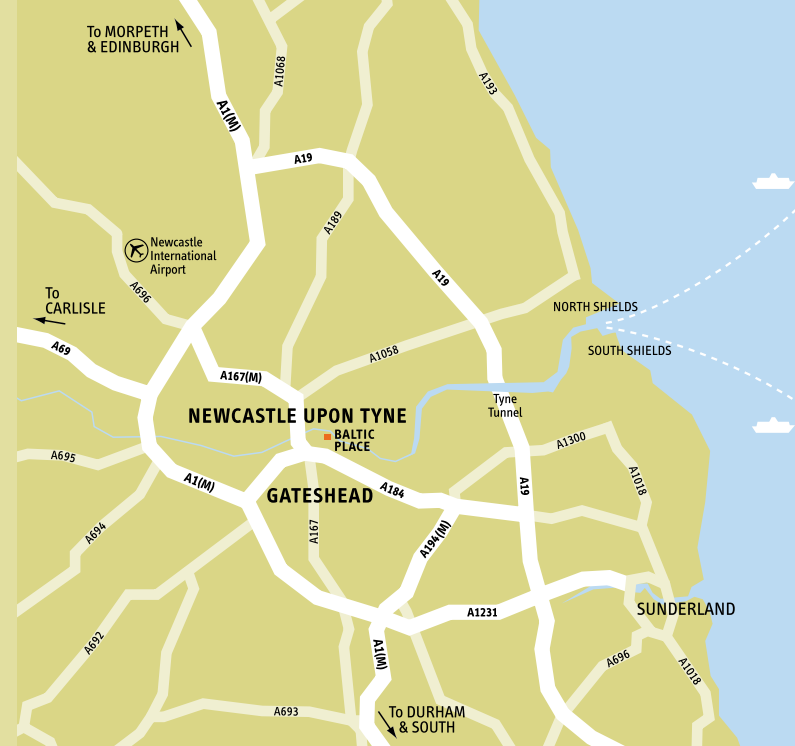 To MORPETH
& EDINBURGH
A1068
A193
A1(M)
A19
A189
Newcastle
International
Airport
A696
A19
To
CARLISLE
NORTH SHIELDS
A69
A1058
SOUTH SHIELDS
A167(M)
Tyne
Tunnel
NEWCASTLE UPON TYNE
BALTIC
PLACE
A1300
A695
A1(M)
A184
A19
A1018
GATESHEAD
A694
A167
A194(M)
A1231
SUNDERLAND
A692
A1(M)
A696
A1018
A693
To DURHAM
& SOUTH